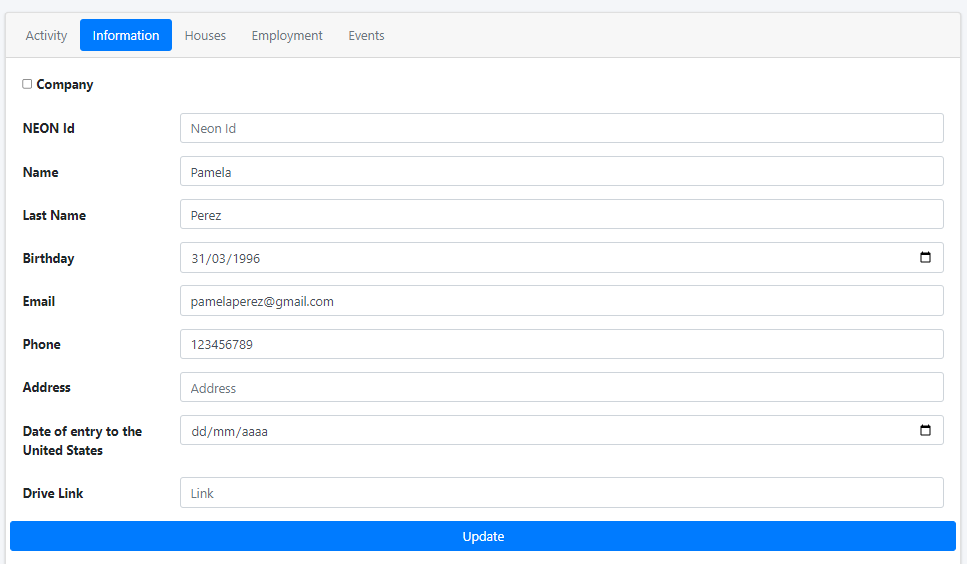 Activity Information Houses Employment Events
Company
NEON Id Neon Id
Name Pamela
Last Name Perez
Birthday 31/03/1996
Email pamelaperez@gmail.com
Phone 123456789
Address Address
Date of entry to the dd/mm/aaaa
United States
Drive Link Link
Update